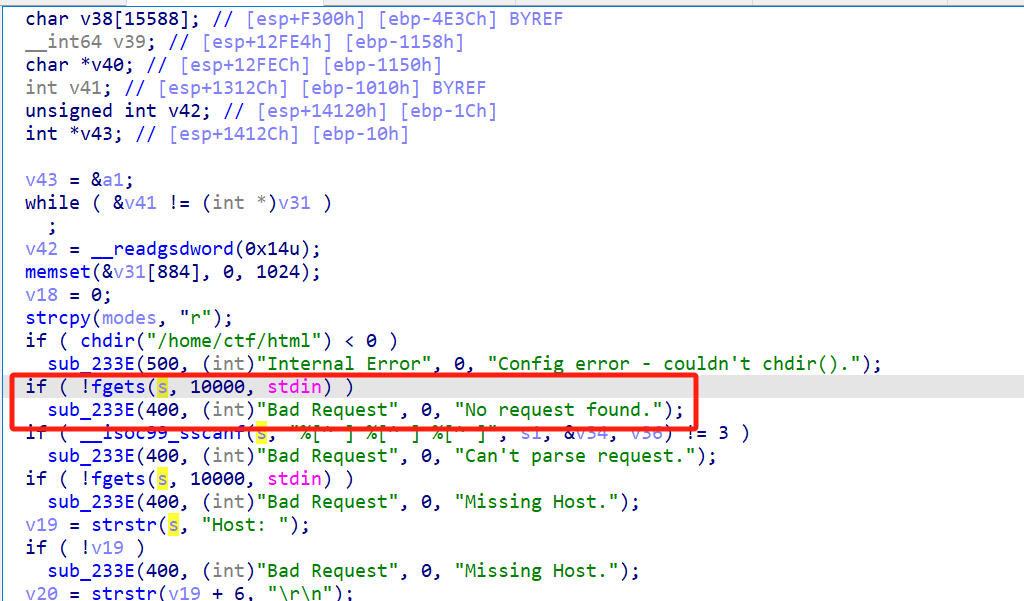 char v38[15588]; // [esp+F300h] [ebp-4E3Ch] BYREF
__int64 v39; // [esp+12FE4h] [ebp-1158h]
char *v40; // [esp+12FECh] [ebp-1150h]
int v41; // [esp+1312Ch] [ebp-1010h] BYREF
unsigned int v42; // [esp+14120h] [ebp-1Ch]
int *v43; // [esp+1412Ch] [ebp-10h]
v43 = &a1;
while ( &v41 != (int *)v31 )
;
v42 = __readgsdword(0x14u);
memset(&v31[884], 0, 1024);
v18 = 0;
strcpy(modes, "r");
if ( chdir("/home/ctf/html") < 0 )
sub_233E(500, (int)"Internal Error", 0, "Config error - couldn't chdir().");
if ( !fgets(s, 10000, stdin) )
sub_233E(400, (int)"Bad Request", 0, "No request found.");
if ( __isoc99_sscanf(s, "%[^ ] %[^ ] %[^ ]", s1, &v34, v36) != 3 )
sub_233E(400, (int)"Bad Request", 0, "Can't parse request.");
if ( !fgets(s, 10000, stdin) )
sub_233E(400, (int)"Bad Request", 0, "Missing Host.");
v19 = strstr(s, "Host: ");
if ( !v19 )
sub_233E(400, (int)"Bad Request", 0, "Missing Host.");
v20 = strstr(v19 + 6, "\r\n");